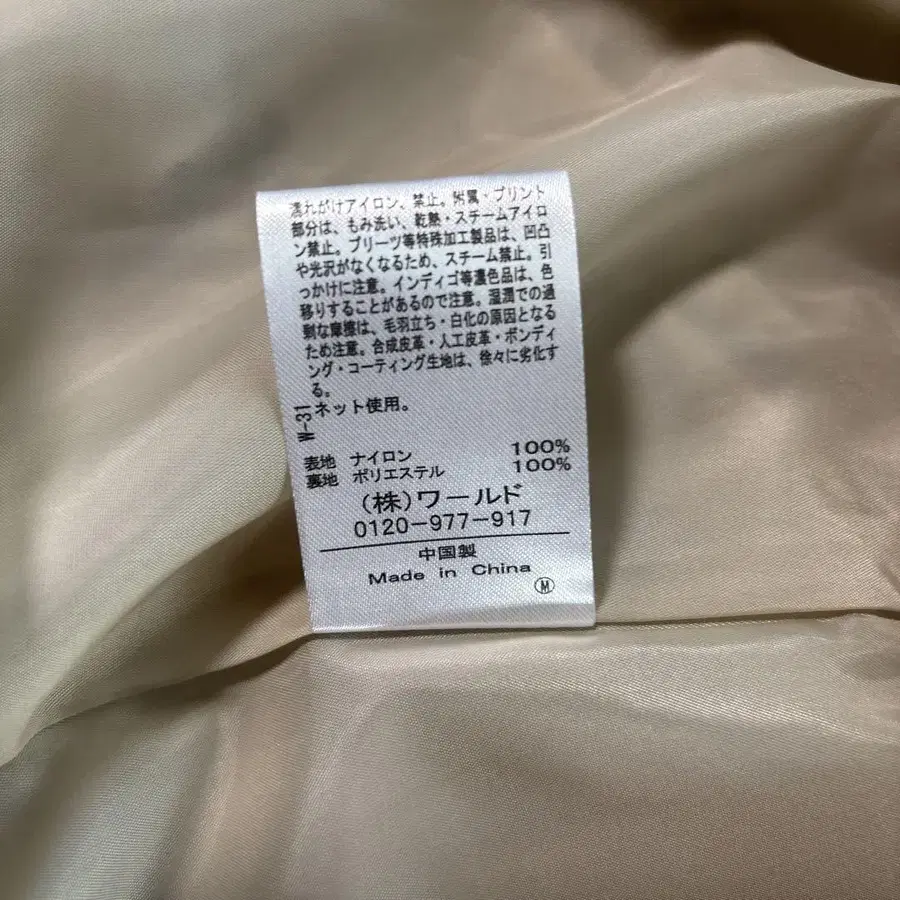 濡れがけアイロン、禁止。附属・プリント
部分は、もみ洗い、乾熱・スチームアイロ
ン禁止。プリーツ等特殊加工製品は、凹凸
や光沢がなくなるため、スチーム禁止。引
っかけに注意。インディゴ等濃色品は、色
移りすることがあるので注意。湿潤での過
剰な摩擦は、毛羽立ち・白化の原因となる
ため注意。合成皮革・人工皮革・ボンディ
ング・コーティング生地は、徐々に劣化す
る。
ネット使用。
W-31
表地 ナイロン 100%
裏地 ポリエステル 100%
(株)ワールド
0120-977-917
中国製
Made in China
M